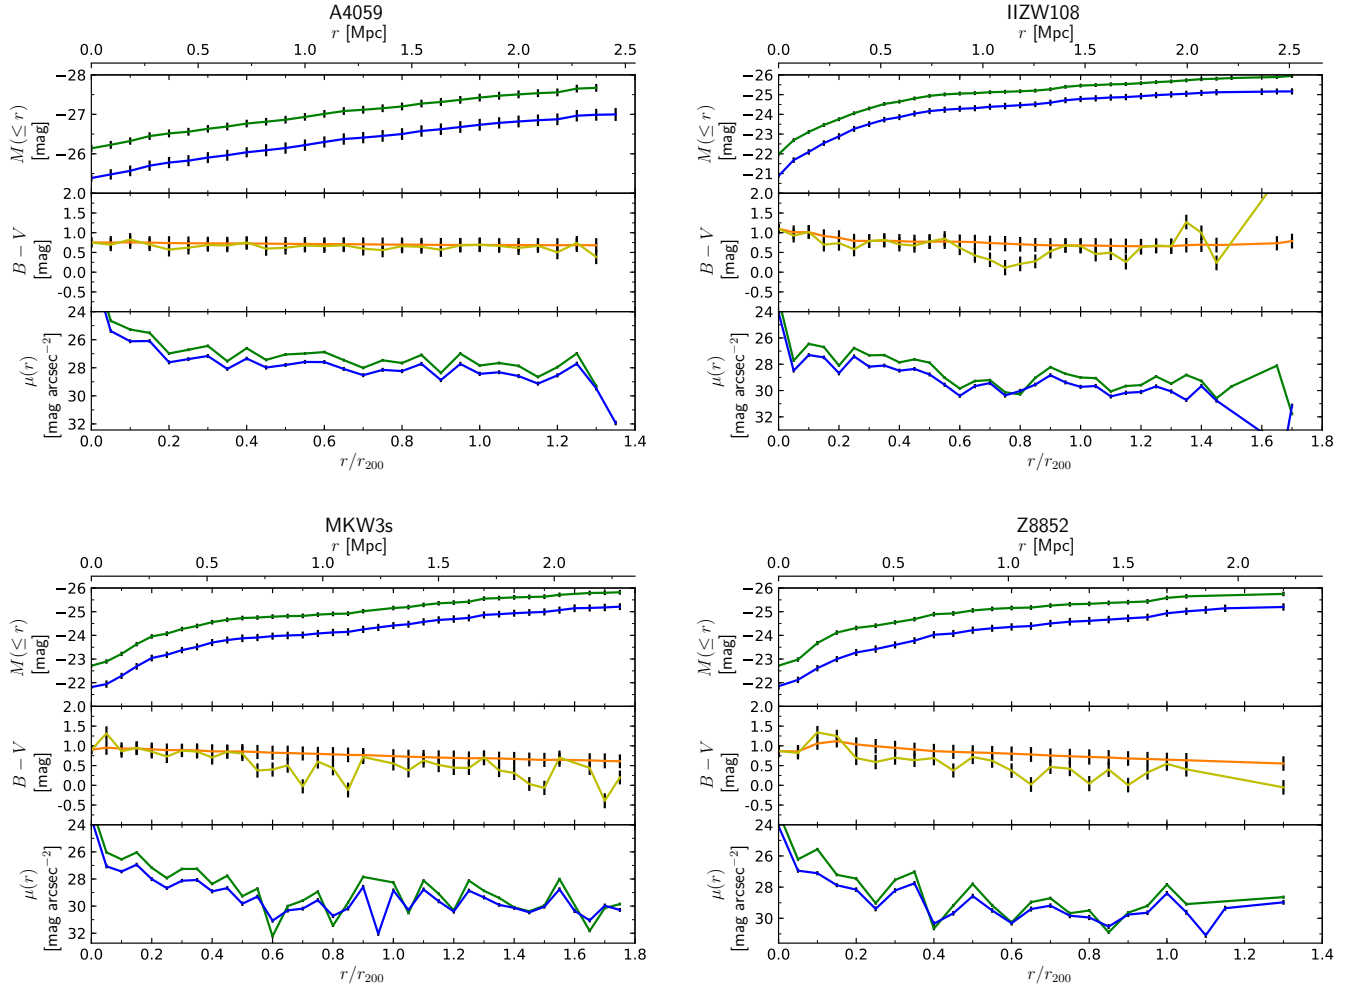 A4059
r [Mpc]
0.0 0.5 1.0 1.5 2.0 2.5
−28
−27
−26
M(≤ r)
[mag]
2.0
1.5
1.0
0.5
0.0
-0.5
B − V
[mag]
24
26
28
30
32
μ(r)
[mag arcsec⁻²]
0.0 0.2 0.4 0.6 0.8 1.0 1.2 1.4
r/r₂₀₀
IIZW108
r [Mpc]
0.0 0.5 1.0 1.5 2.0 2.5
−26
−25
−24
−23
−22
−21
M(≤ r)
[mag]
2.0
1.5
1.0
0.5
0.0
-0.5
B − V
[mag]
24
26
28
30
32
μ(r)
[mag arcsec⁻²]
0.0 0.2 0.4 0.6 0.8 1.0 1.2 1.4 1.6 1.8
r/r₂₀₀
MKW3s
r [Mpc]
0.0 0.5 1.0 1.5 2.0
−26
−25
−24
−23
−22
M(≤ r)
[mag]
2.0
1.5
1.0
0.5
0.0
-0.5
B − V
[mag]
24
26
28
30
32
μ(r)
[mag arcsec⁻²]
0.0 0.2 0.4 0.6 0.8 1.0 1.2 1.4 1.6 1.8
r/r₂₀₀
Z8852
r [Mpc]
0.0 0.5 1.0 1.5 2.0
−26
−25
−24
−23
−22
M(≤ r)
[mag]
2.0
1.5
1.0
0.5
0.0
-0.5
B − V
[mag]
24
26
28
30
μ(r)
[mag arcsec⁻²]
0.0 0.2 0.4 0.6 0.8 1.0 1.2 1.4
r/r₂₀₀